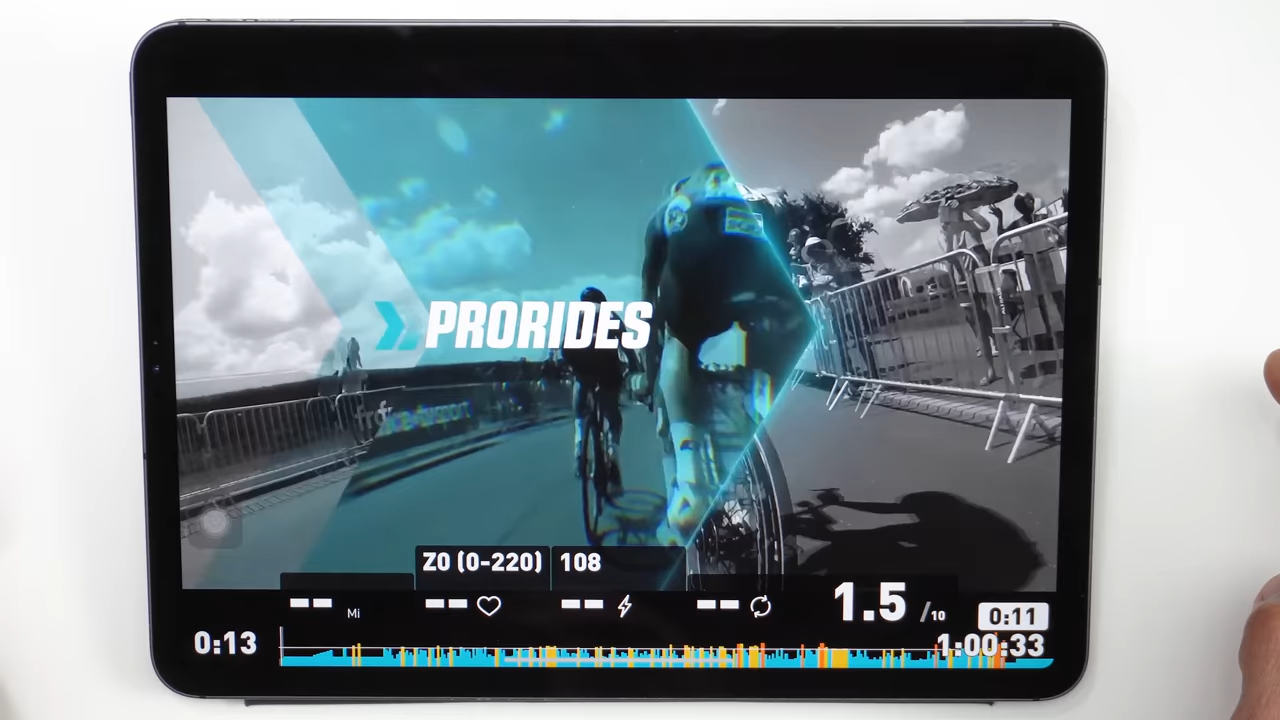 PRORIDES
Z0 (0-220) 108
-- Mi -- -- -- 1.5 /10 0:11
0:13 1:00:33